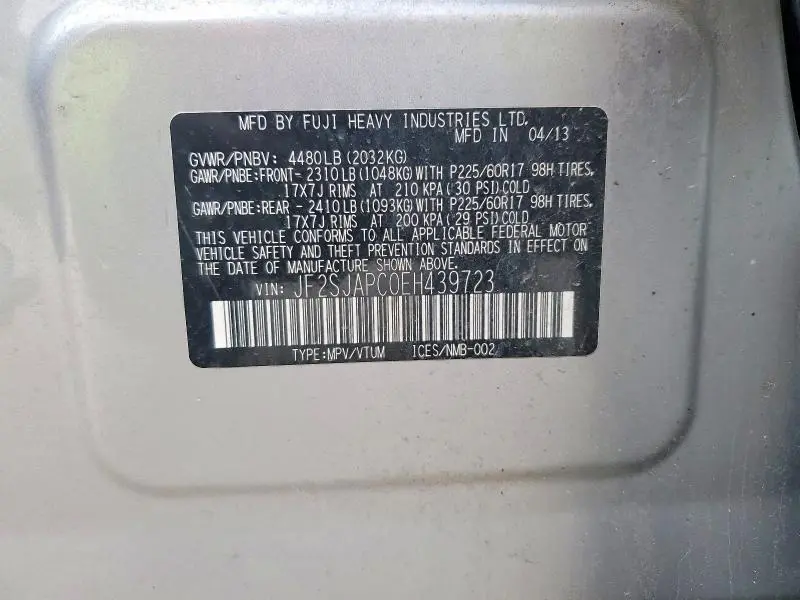 MFD BY FUJI HEAVY INDUSTRIES LTD.
MFD IN 04/13
GVWR/PNBV: 4480LB (2032KG)
GAWR/PNBE:FRONT- 2310LB (1048KG) WITH P225/60R17 98H TIRES,
17X7J RIMS AT 210 KPA (30 PSI) COLD
GAWR/PNBE:REAR - 2410LB (1093KG) WITH P225/60R17 98H TIRES,
17X7J RIMS AT 200 KPA (29 PSI) COLD
THIS VEHICLE CONFORMS TO ALL APPLICABLE FEDERAL MOTOR
VEHICLE SAFETY AND THEFT PREVENTION STANDARDS IN EFFECT ON
THE DATE OF MANUFACTURE SHOWN ABOVE.
VIN: JF2SJAPC0EH439723
TYPE:MPV/VTUM ICES/NMB-002